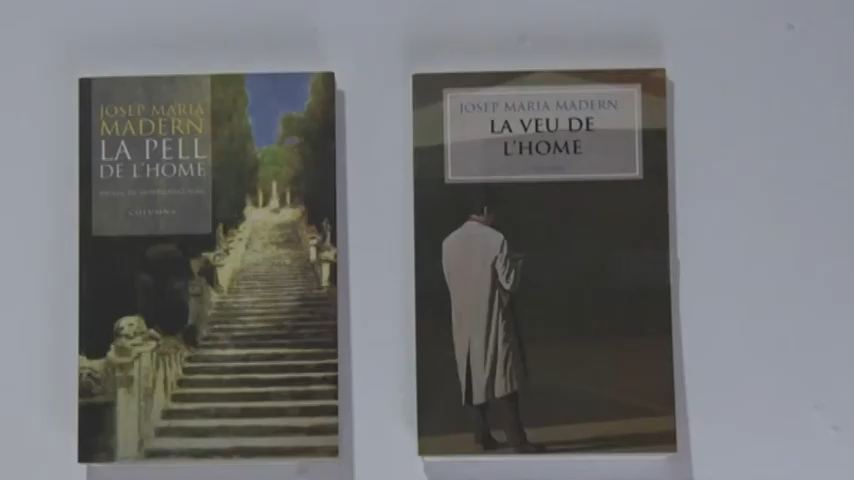 JOSEP MARIA
MADERN
LA PELL
DE L'HOME
COLUMNA
JOSEP MARIA MADERN
LA VEU DE
L'HOME